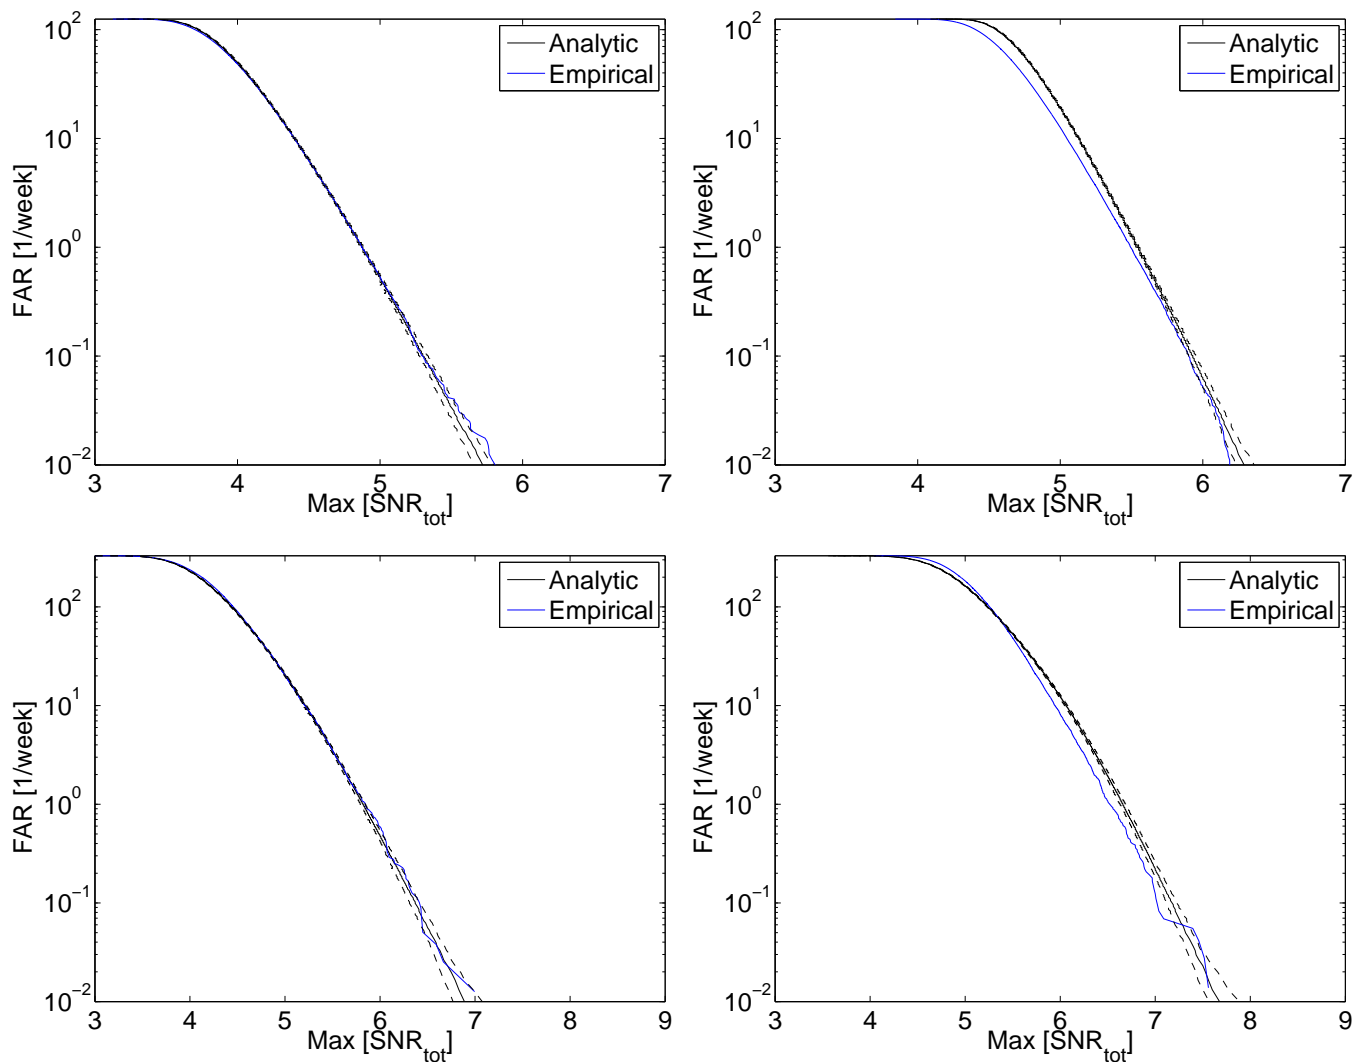 10^2
10^1
10^0
10^−1
10^−2
FAR [1/week]
Analytic
Empirical
3 4 5 6 7
Max [SNR_tot]
10^2
10^1
10^0
10^−1
10^−2
FAR [1/week]
Analytic
Empirical
3 4 5 6 7
Max [SNR_tot]
10^2
10^1
10^0
10^−1
10^−2
FAR [1/week]
Analytic
Empirical
3 4 5 6 7 8 9
Max [SNR_tot]
10^2
10^1
10^0
10^−1
10^−2
FAR [1/week]
Analytic
Empirical
3 4 5 6 7 8 9
Max [SNR_tot]